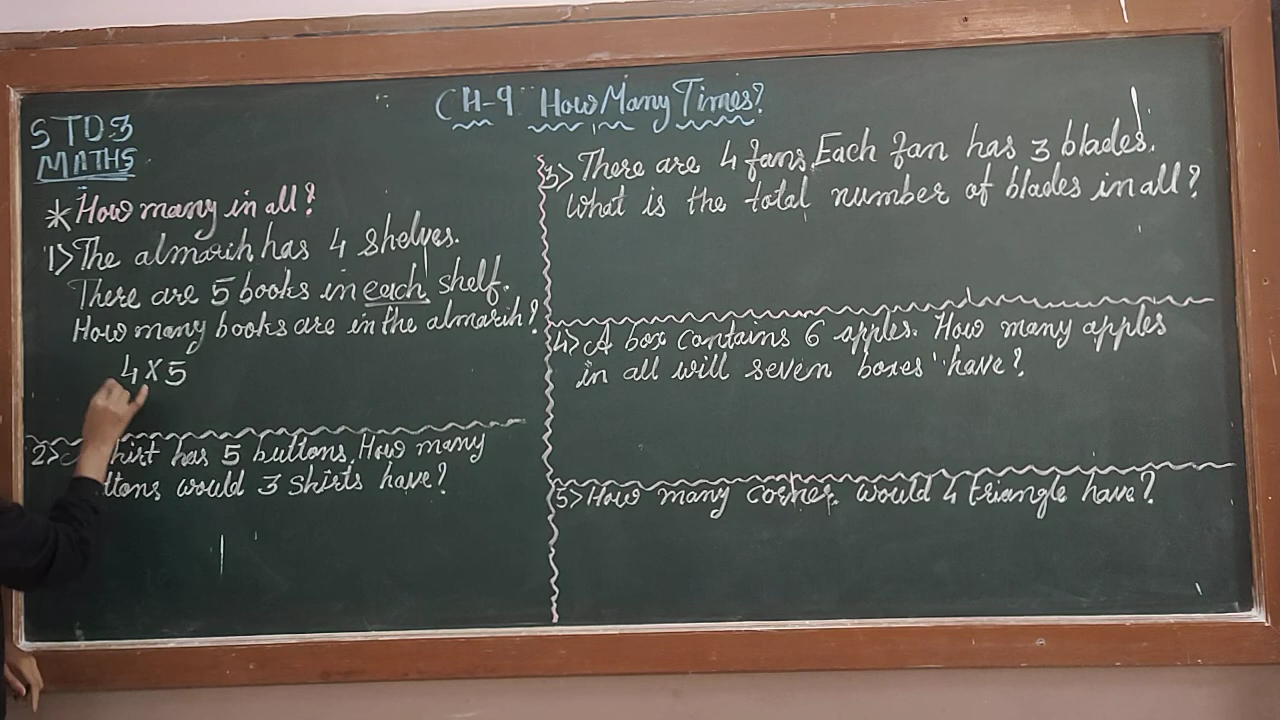 CH-9 How Many Times?
STD 3
MATHS
* How many in all?
1> The almarih has 4 shelves.
There are 5 books in each shelf.
How many books are in the almarih?
4 x 5
2> shirt has 5 buttons. How many
would 3 shirts have?
3> There are 4 fans. Each fan has 3 blades.
What is the total number of blades in all?
4> A box contains 6 apples. How many apples
in all will seven boxes have?
5> How many corner would 4 triangle have?